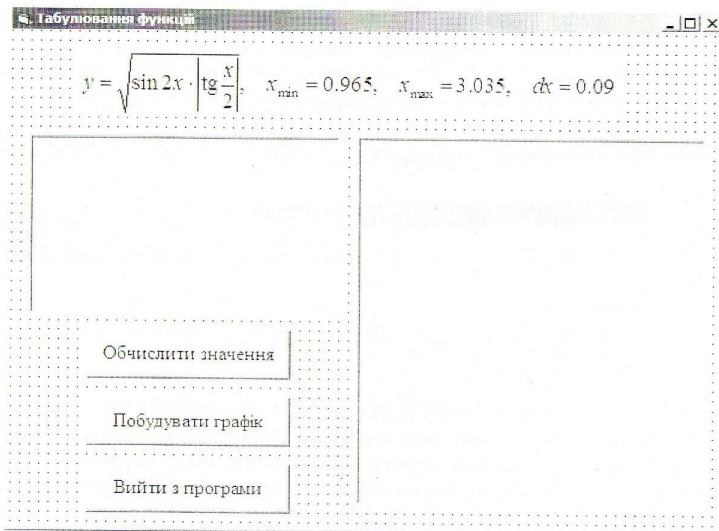 Табулювання функцій
y = √(sin 2x · |tg x/2|), x_min = 0.965, x_max = 3.035, dx = 0.09
Обчислити значення
Побудувати графік
Вийти з програми